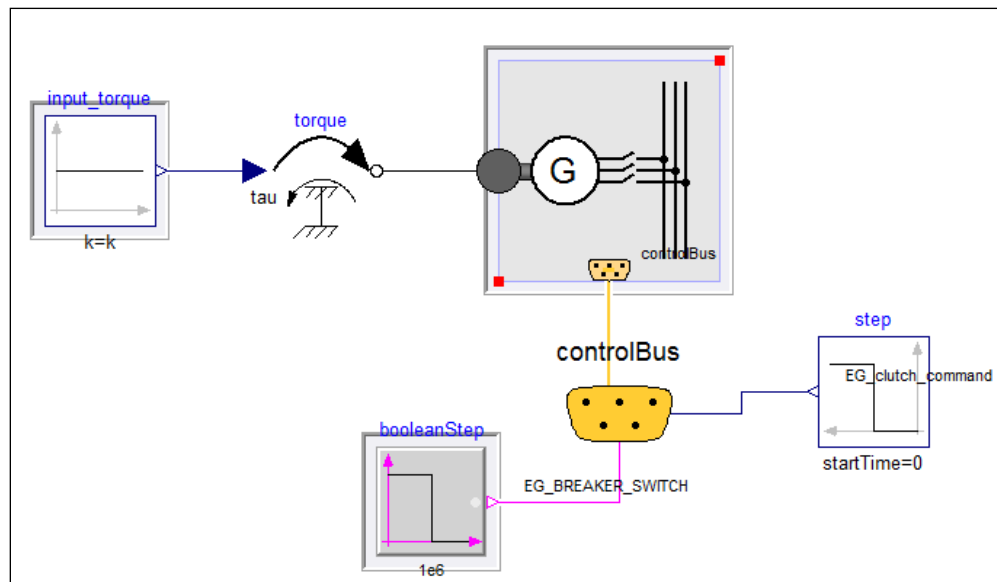 input_torque
k=k
torque
tau
G
controlBus
controlBus
step
EG_clutch_command
startTime=0
booleanStep
EG_BREAKER_SWITCH
1e6